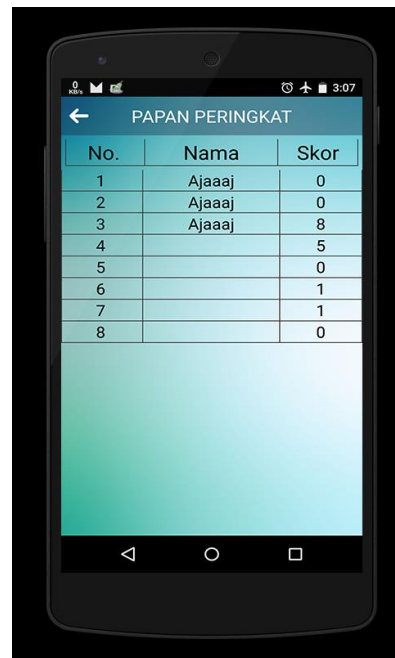 0
KB/s
3:07
PAPAN PERINGKAT
No. Nama Skor
1 Ajaaaj 0
2 Ajaaaj 0
3 Ajaaaj 8
4 5
5 0
6 1
7 1
8 0